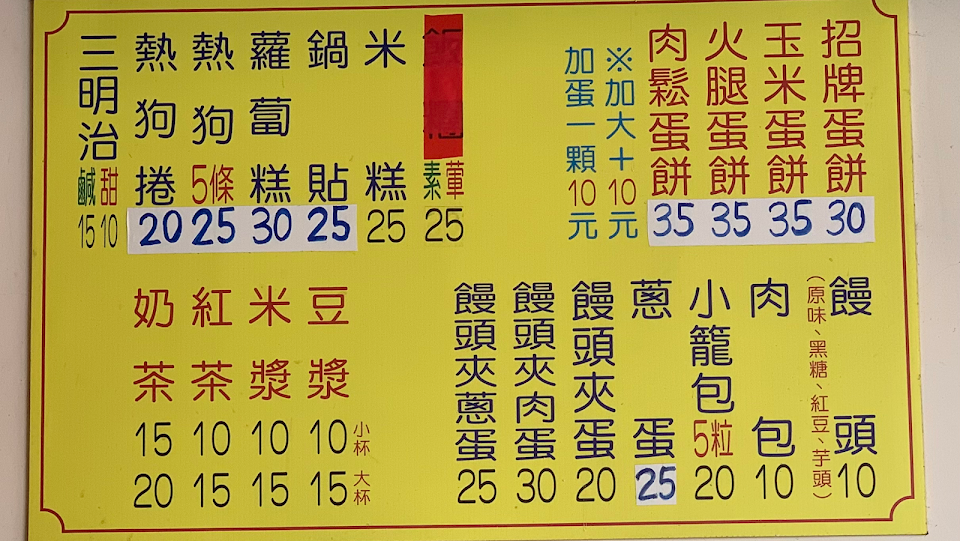 招牌蛋餅 30
玉米蛋餅 35
火腿蛋餅 35
肉鬆蛋餅 35
※加大+10元
加蛋一顆10元
葷 素 25
米糕 25
鍋貼 25
蘿蔔糕 30
熱狗5條 25
熱狗捲 20
三明治 甜10 鹹15
饅頭 10
(原味、黑糖、紅豆、芋頭)
肉包 10
小籠包5粒 20
蔥蛋 25
饅頭夾蛋 20
饅頭夾肉蛋 30
饅頭夾蔥蛋 25
小杯 大杯
豆漿 10 15
米漿 10 15
紅茶 10 15
奶茶 15 20